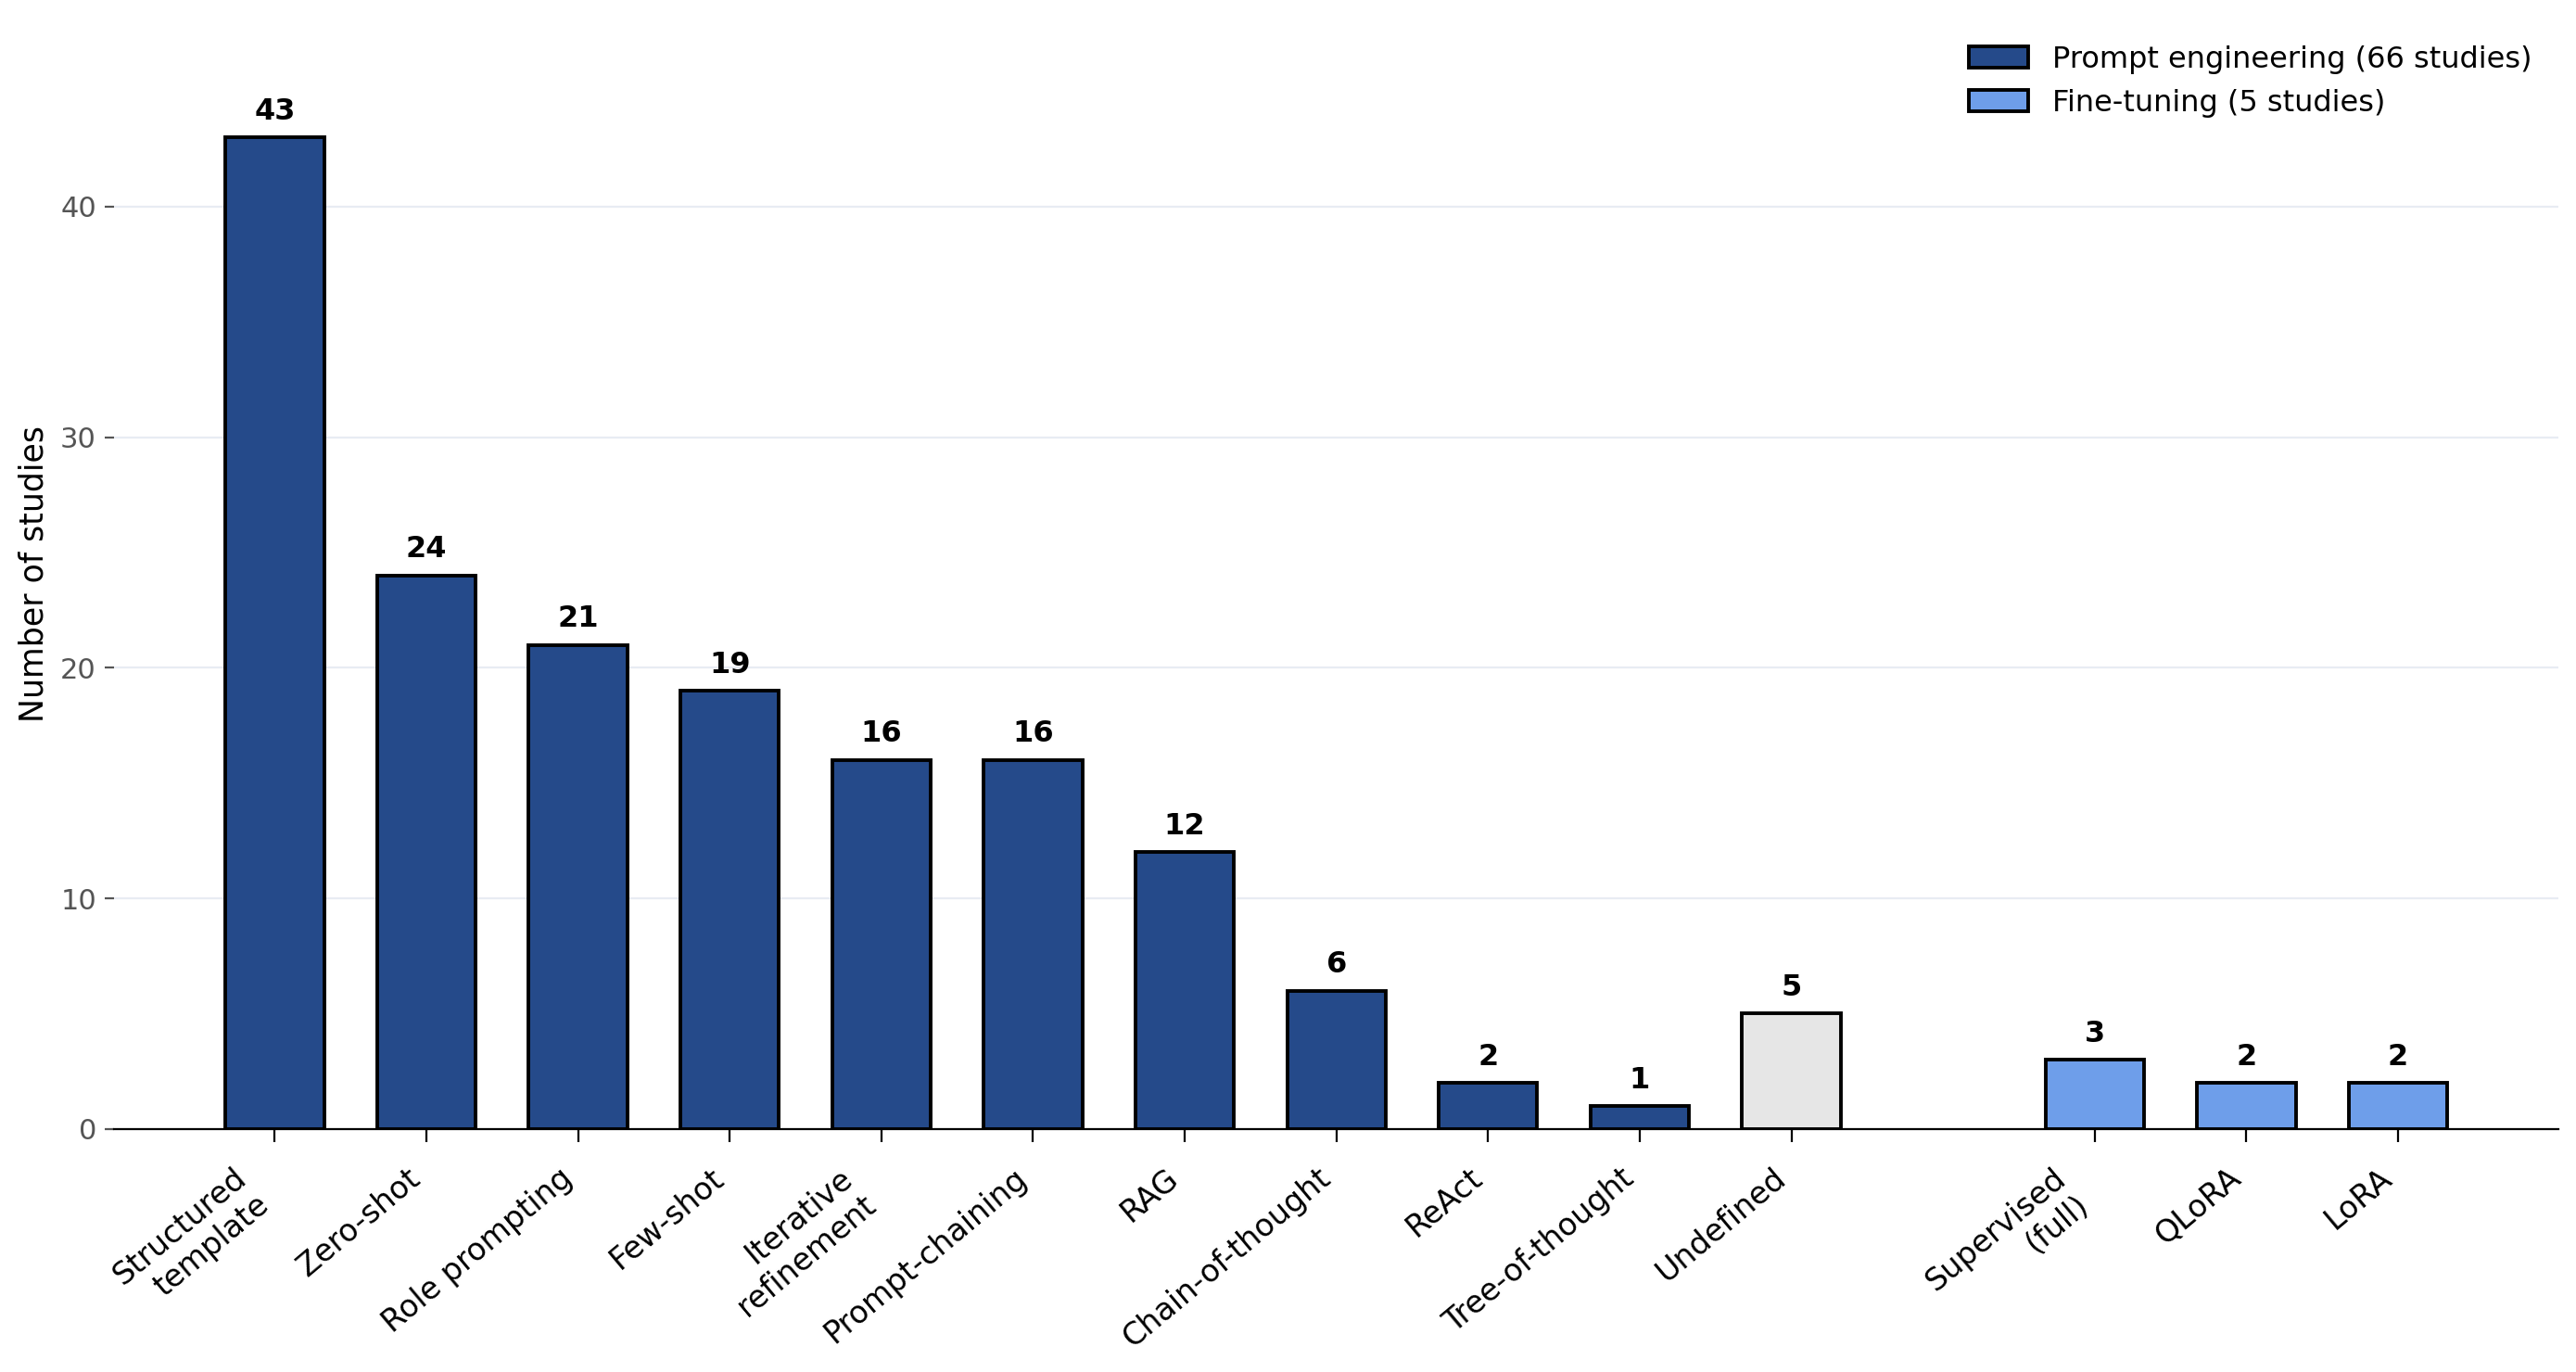 Prompt engineering (66 studies)
Fine-tuning (5 studies)
Number of studies
40
30
20
10
0
43
24
21
19
16
16
12
6
2
1
5
3
2
2
Structured
template
Zero-shot
Role prompting
Few-shot
Iterative
refinement
Prompt-chaining
RAG
Chain-of-thought
ReAct
Tree-of-thought
Undefined
Supervised
(full)
QLoRA
LoRA